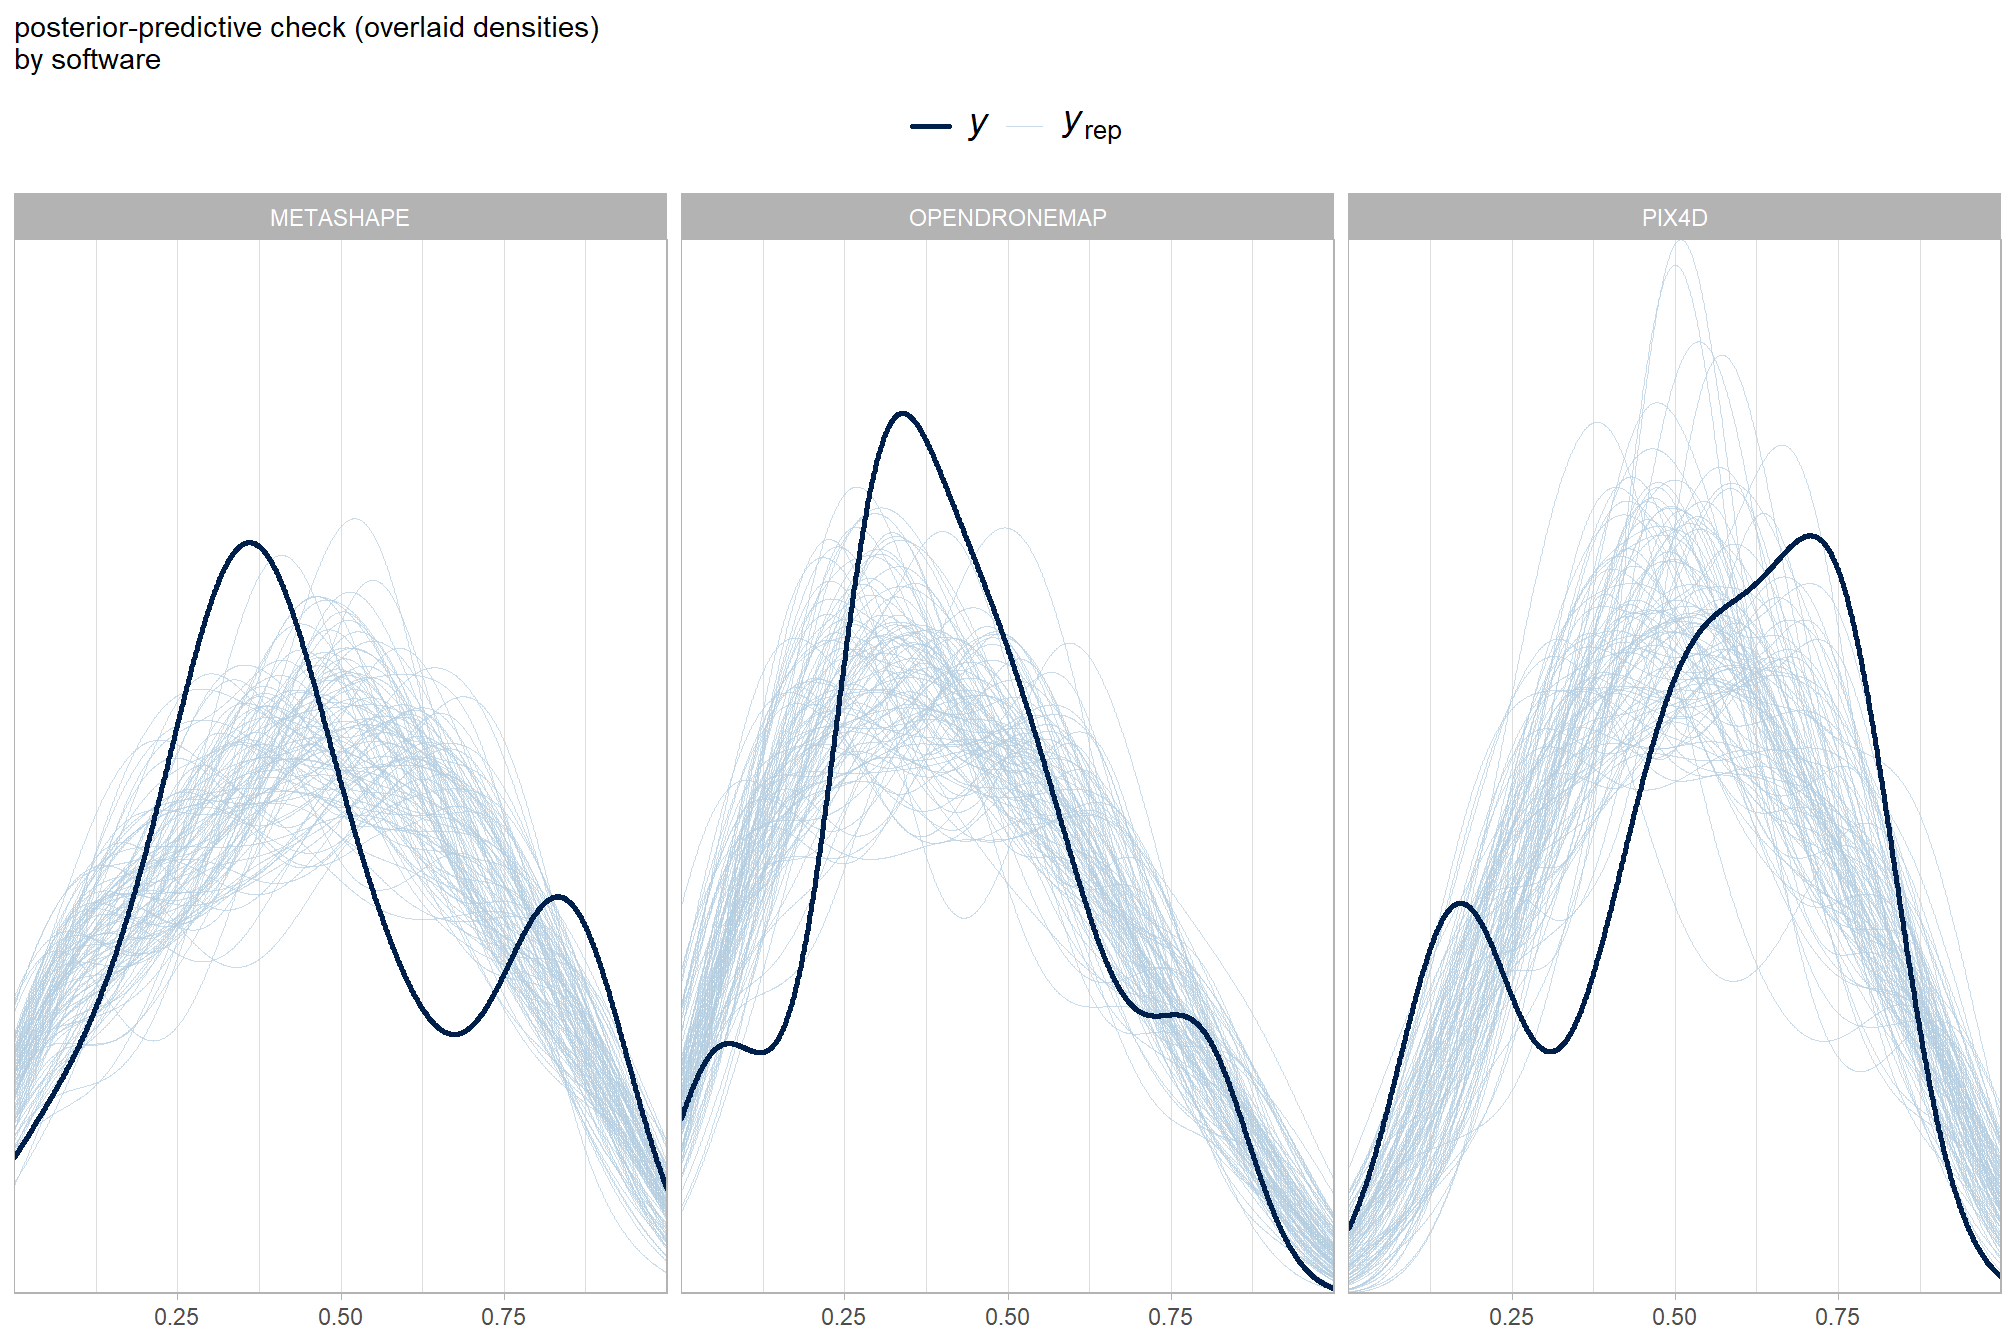 posterior-predictive check (overlaid densities)
by software
y y rep
METASHAPE OPENDRONEMAP PIX4D
0.25 0.50 0.75 0.25 0.50 0.75 0.25 0.50 0.75